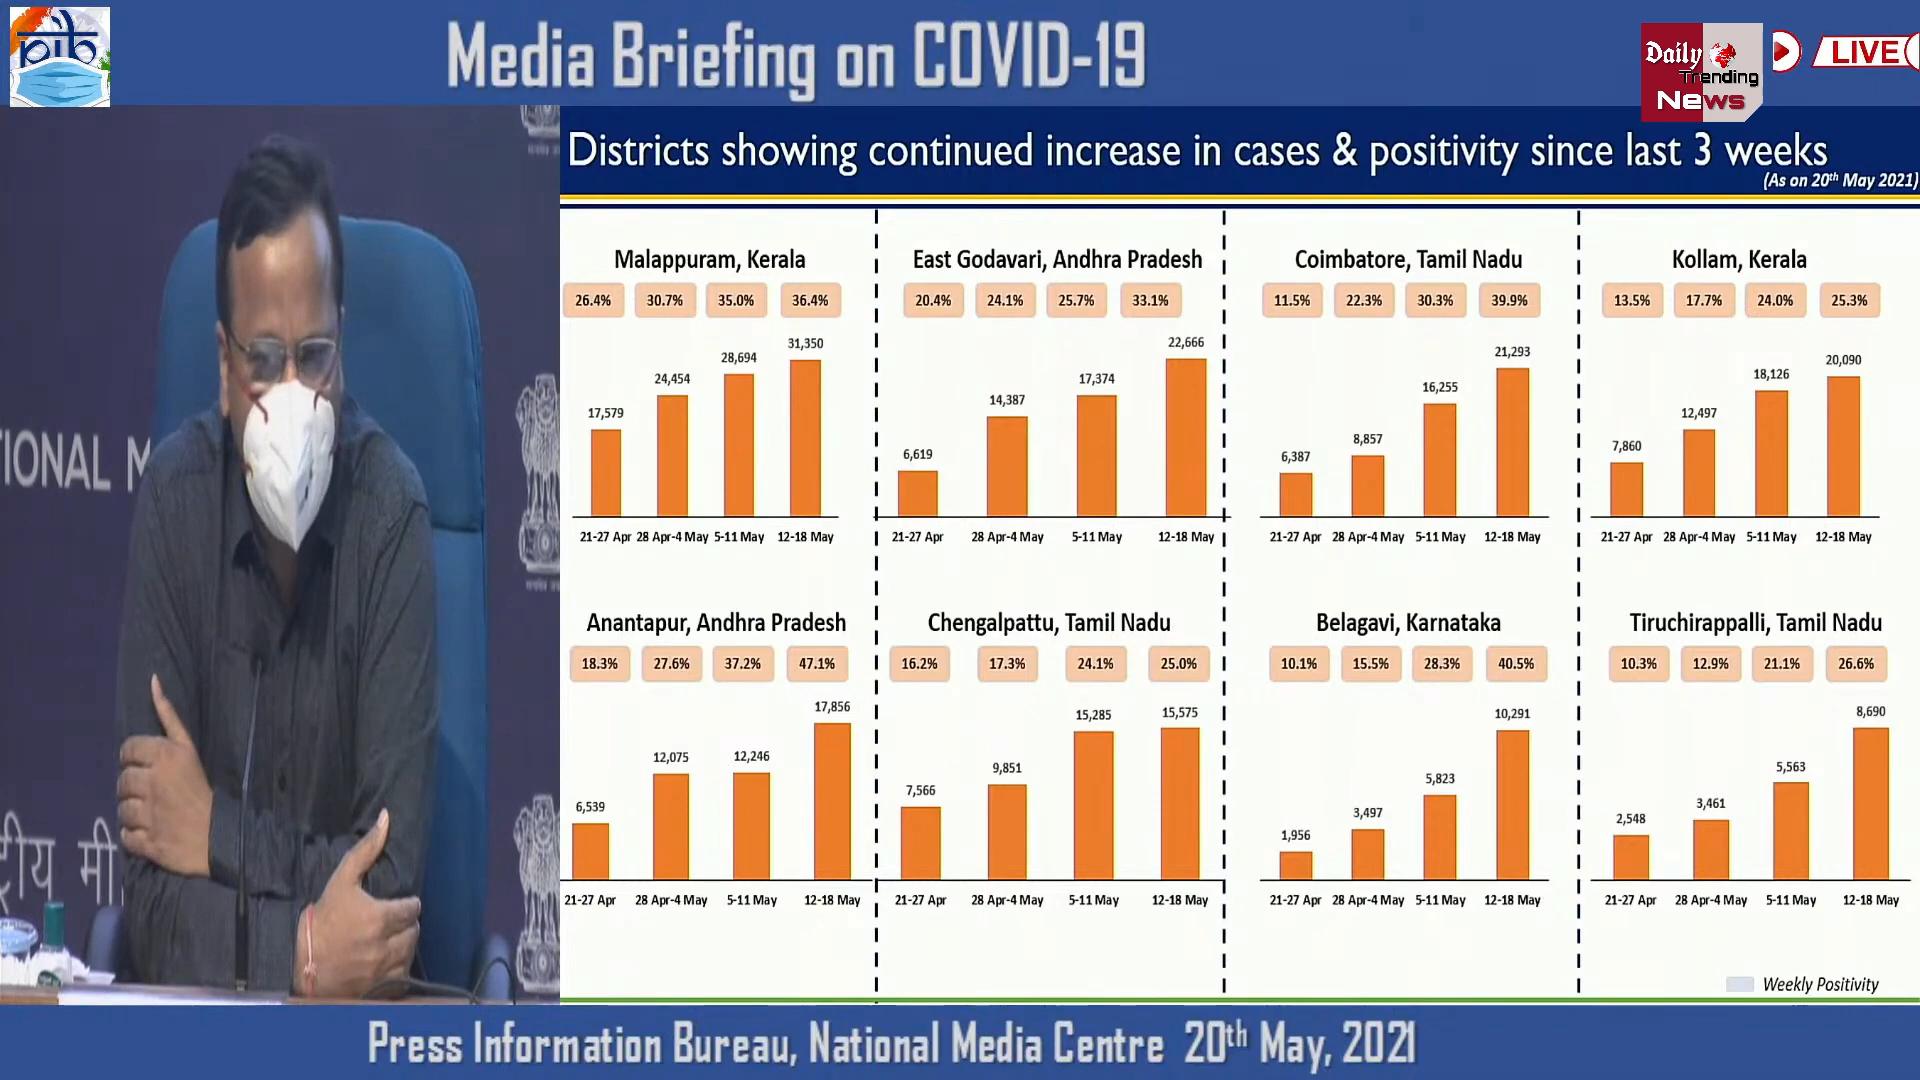 pib
Media Briefing on COVID-19
Daily
Trending
News
LIVE
Districts showing continued increase in cases & positivity since last 3 weeks
(As on 20th May 2021)
Malappuram, Kerala
26.4% 30.7% 35.0% 36.4%
17,579 24,454 28,694 31,350
21-27 Apr 28 Apr-4 May 5-11 May 12-18 May
East Godavari, Andhra Pradesh
20.4% 24.1% 25.7% 33.1%
6,619 14,387 17,374 22,666
21-27 Apr 28 Apr-4 May 5-11 May 12-18 May
Coimbatore, Tamil Nadu
11.5% 22.3% 30.3% 39.9%
6,387 8,857 16,255 21,293
21-27 Apr 28 Apr-4 May 5-11 May 12-18 May
Kollam, Kerala
13.5% 17.7% 24.0% 25.3%
7,860 12,497 18,126 20,090
21-27 Apr 28 Apr-4 May 5-11 May 12-18 May
Anantapur, Andhra Pradesh
18.3% 27.6% 37.2% 47.1%
6,539 12,075 12,246 17,856
21-27 Apr 28 Apr-4 May 5-11 May 12-18 May
Chengalpattu, Tamil Nadu
16.2% 17.3% 24.1% 25.0%
7,566 9,851 15,285 15,575
21-27 Apr 28 Apr-4 May 5-11 May 12-18 May
Belagavi, Karnataka
10.1% 15.5% 28.3% 40.5%
1,956 3,497 5,823 10,291
21-27 Apr 28 Apr-4 May 5-11 May 12-18 May
Tiruchirappalli, Tamil Nadu
10.3% 12.9% 21.1% 26.6%
2,548 3,461 5,563 8,690
21-27 Apr 28 Apr-4 May 5-11 May 12-18 May
Weekly Positivity
IONAL M
ट्रीय मी
Press Information Bureau, National Media Centre 20th May, 2021